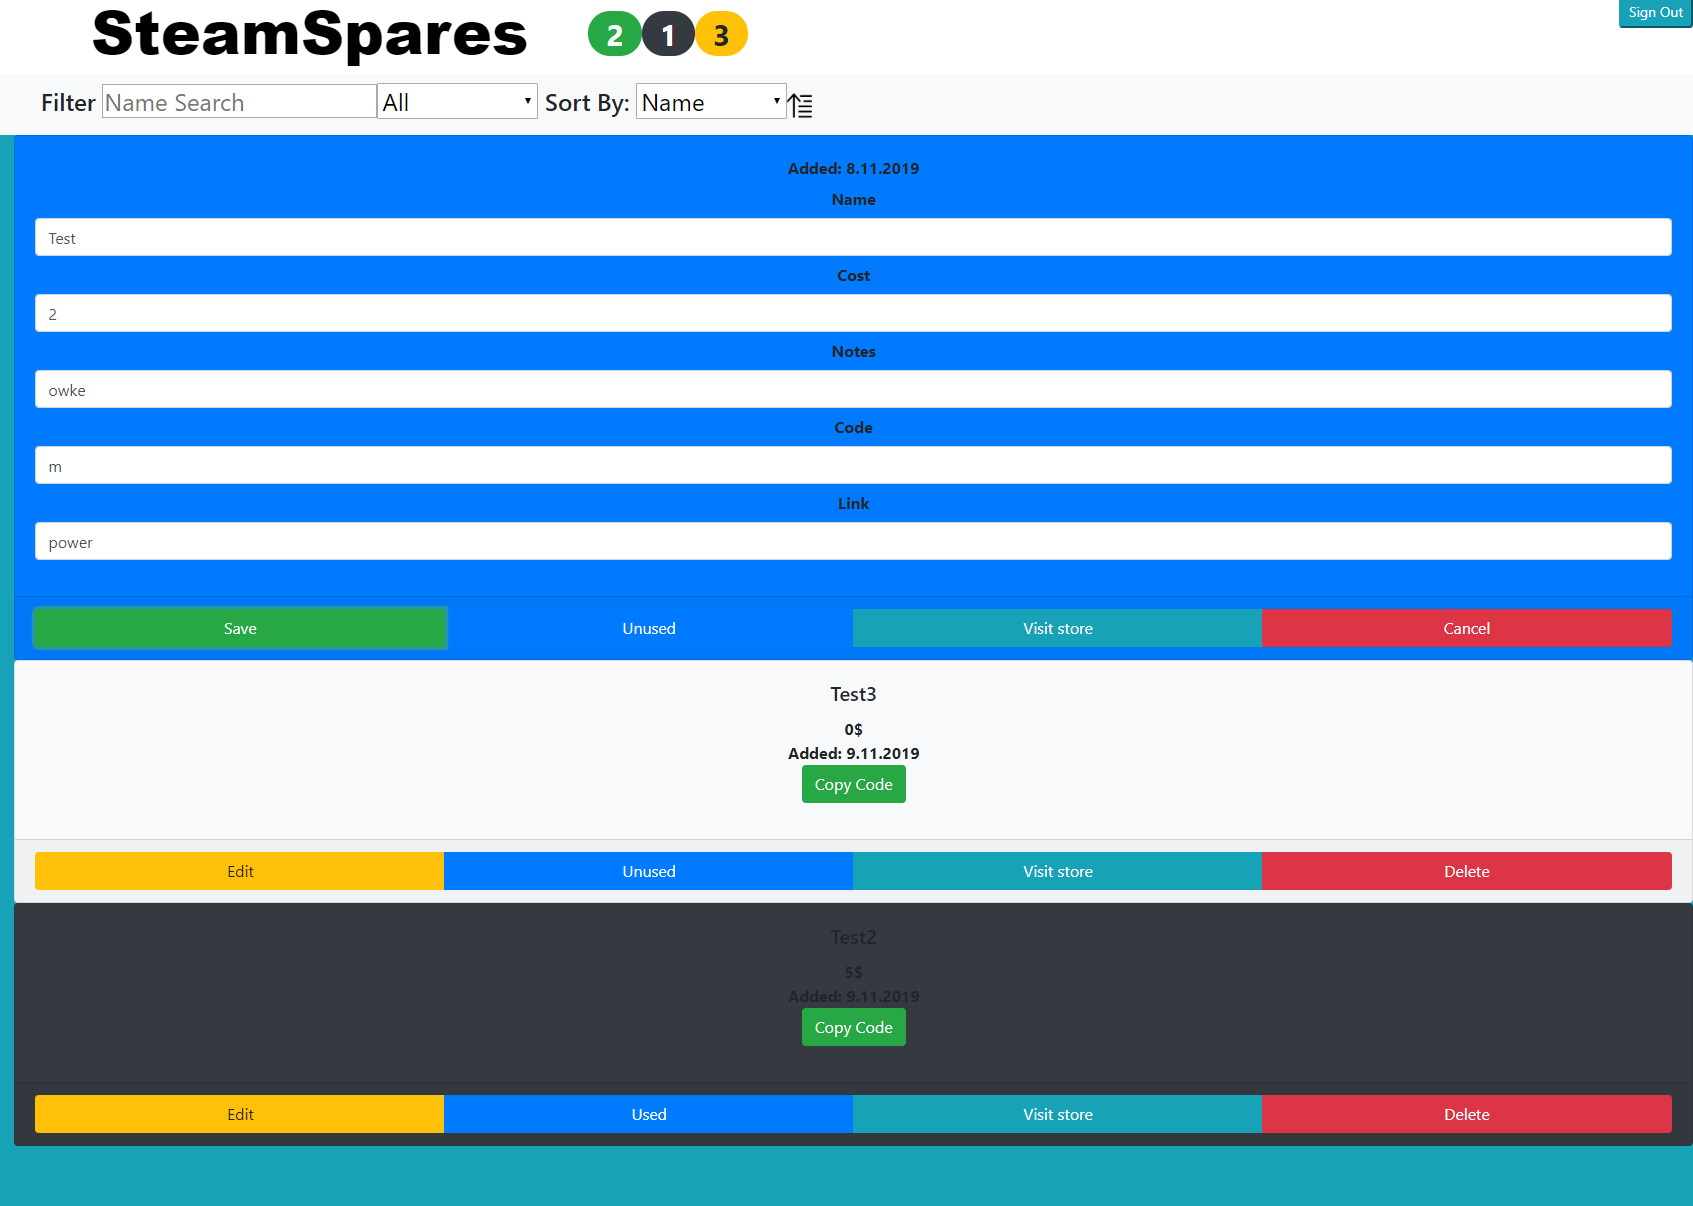 SteamSpares 2 1 3
Sign Out
Filter Name Search All Sort By: Name
Added: 8.11.2019
Name
Test
Cost
2
Notes
owke
Code
m
Link
power
Save Unused Visit store Cancel
Test3
0$
Added: 9.11.2019
Copy Code
Edit Unused Visit store Delete
Test2
5$
Added: 9.11.2019
Copy Code
Edit Used Visit store Delete